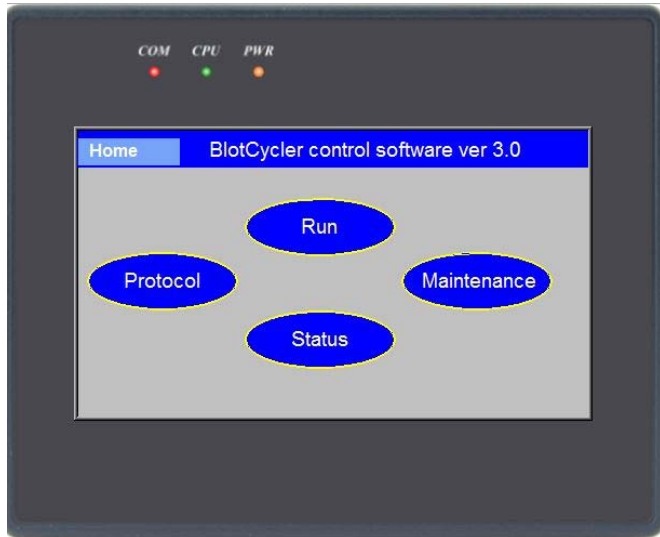 COM CPU PWR
Home BlotCycler control software ver 3.0
Run
Protocol Maintenance
Status